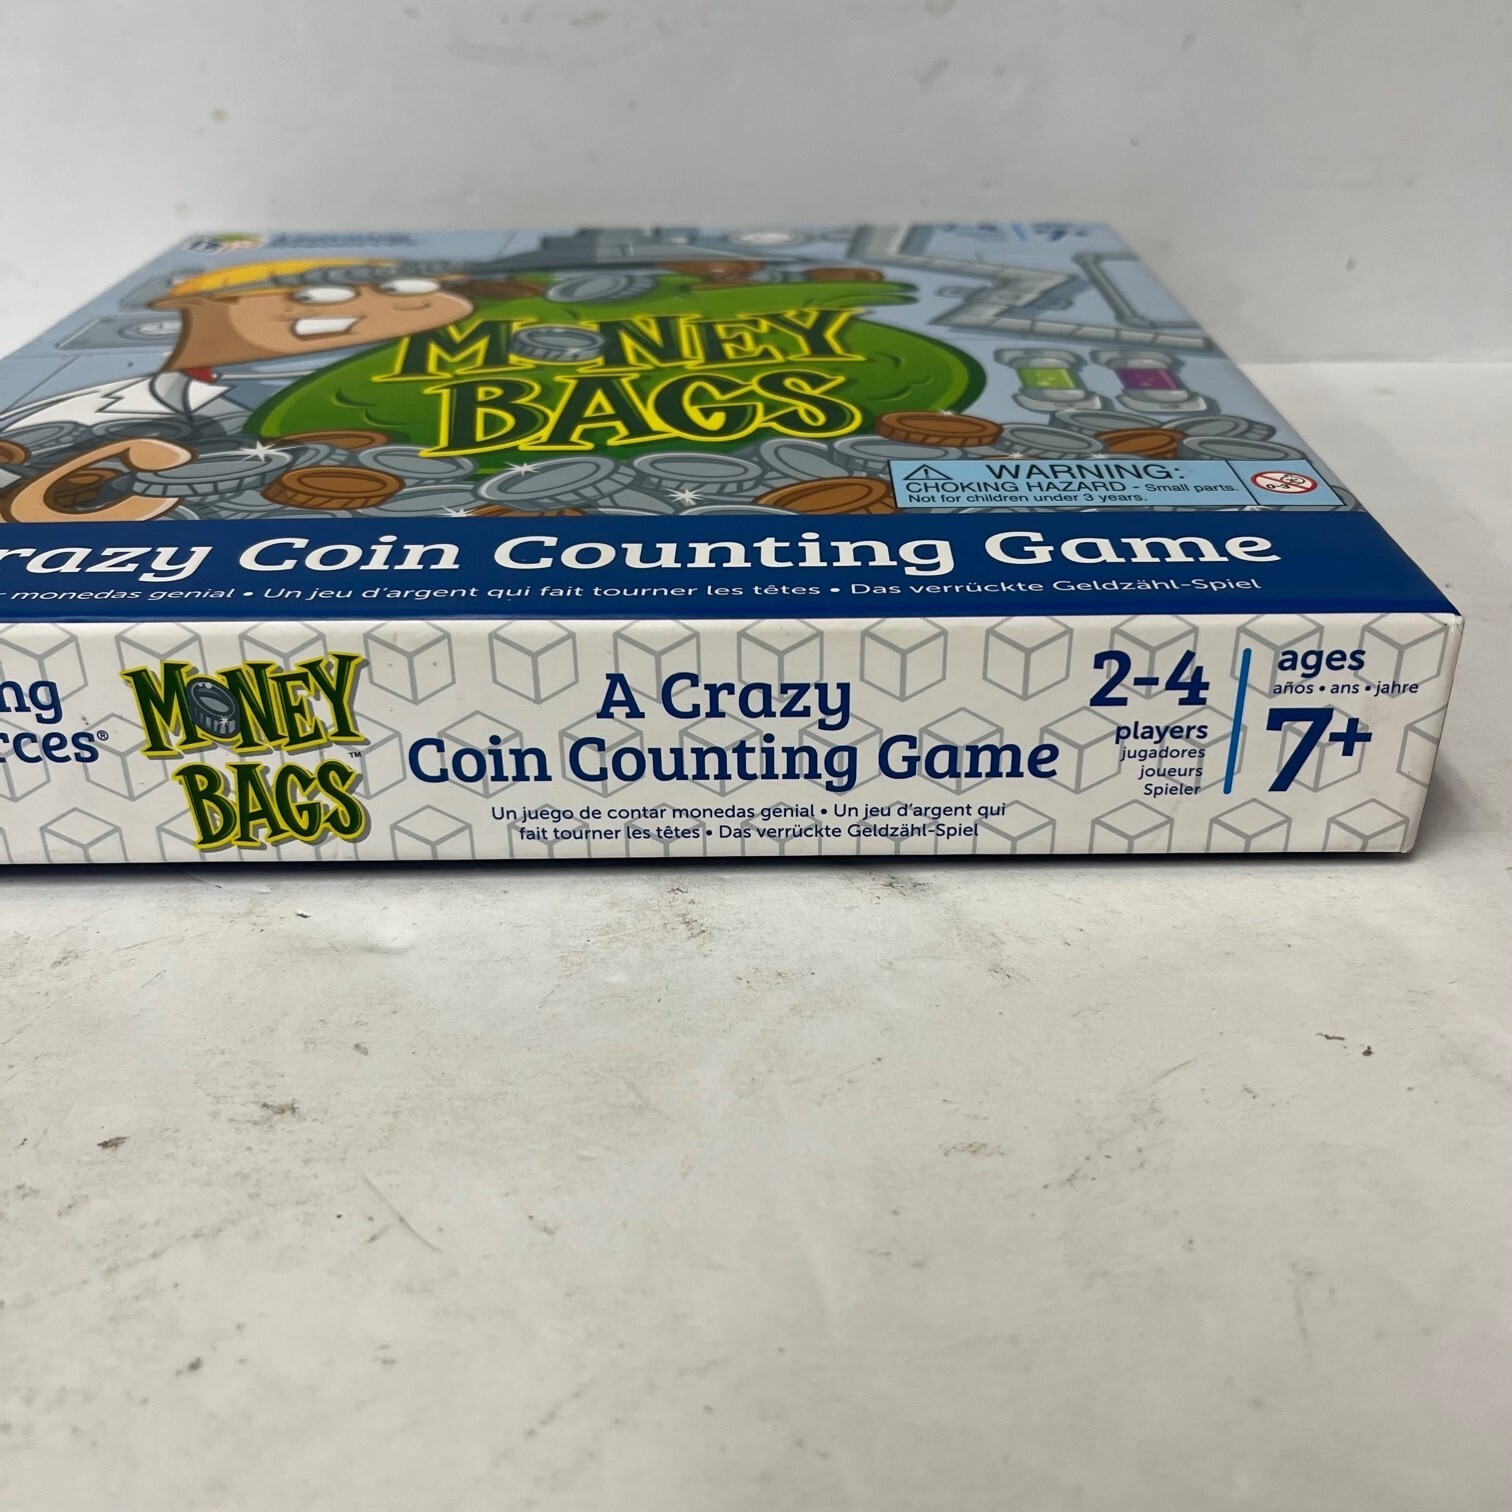 MONEY
BAGS
WARNING:
CHOKING HAZARD - Small parts.
Not for children under 3 years.
0-3
razy Coin Counting Game
monedas genial • Un jeu d'argent qui fait tourner les têtes • Das verrückte Geldzähl-Spiel
ng
rces®
MONEY
BAGS™
A Crazy
Coin Counting Game
Un juego de contar monedas genial • Un jeu d'argent qui
fait tourner les têtes • Das verrückte Geldzähl-Spiel
2-4
players
jugadores
joueurs
Spieler
ages
años • ans • jahre
7+